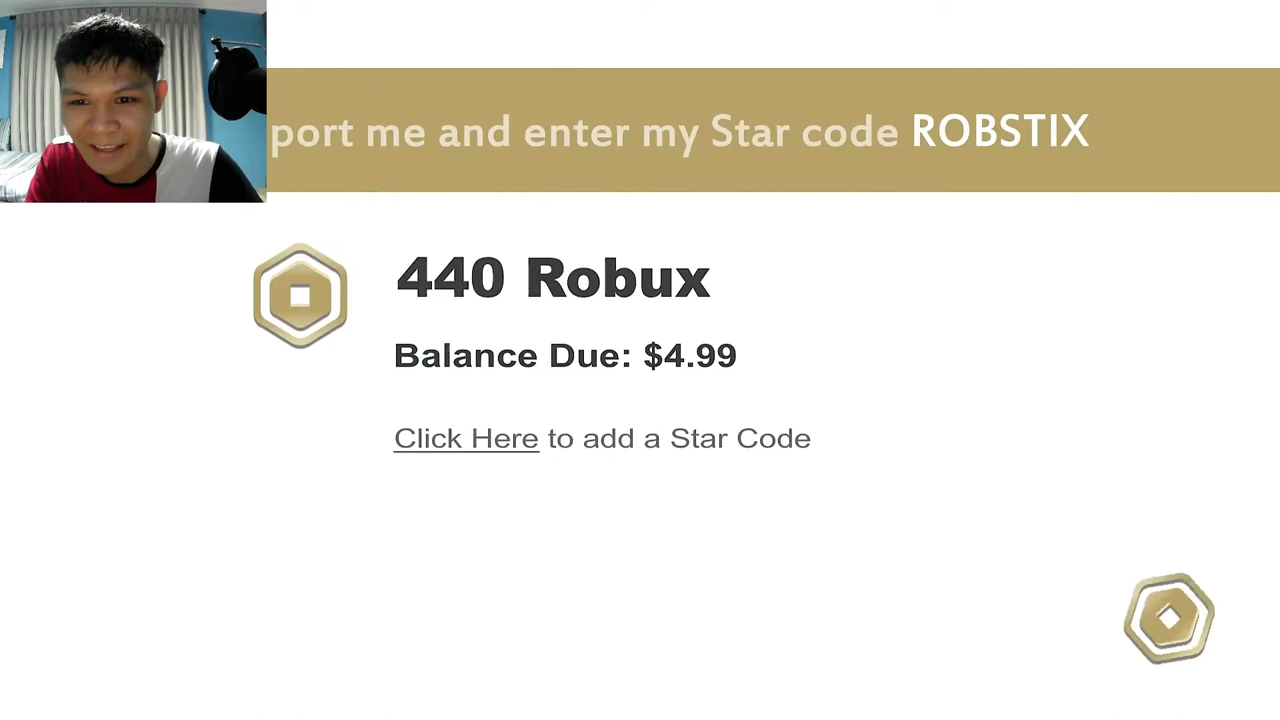 port me and enter my Star code ROBSTIX
440 Robux
Balance Due: $4.99
Click Here to add a Star Code